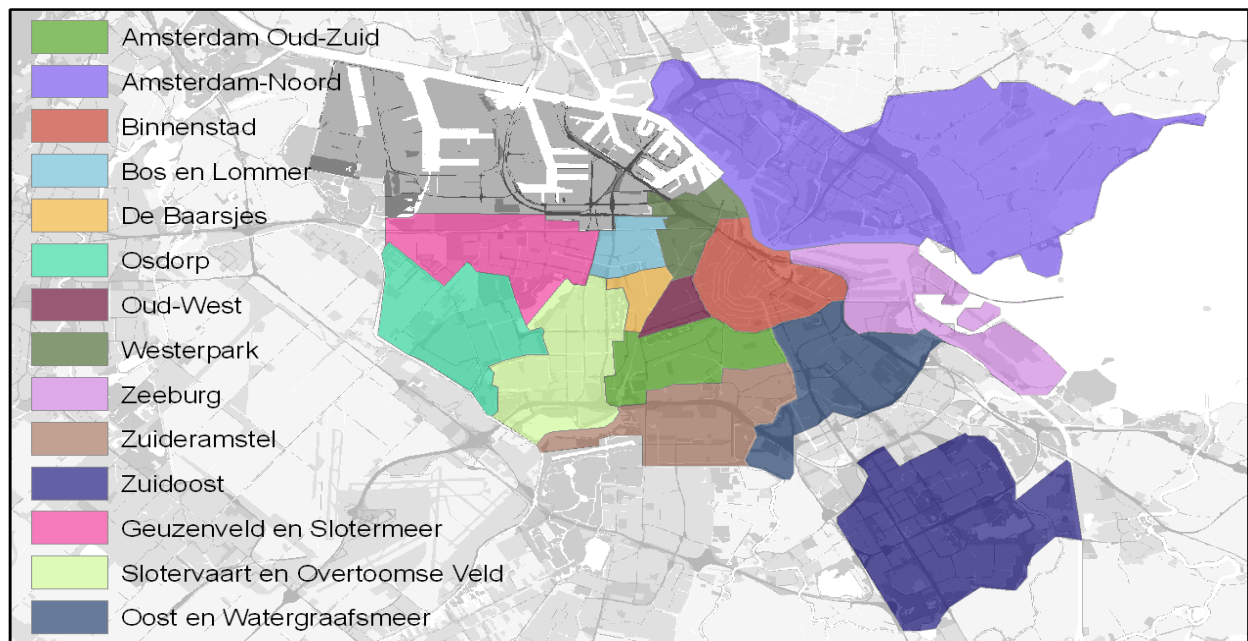 Amsterdam Oud-Zuid
Amsterdam-Noord
Binnenstad
Bos en Lommer
De Baarsjes
Osdorp
Oud-West
Westerpark
Zeeburg
Zuideramstel
Zuidoost
Geuzenveld en Slotermeer
Slotervaart en Overtoomse Veld
Oost en Watergraafsmeer